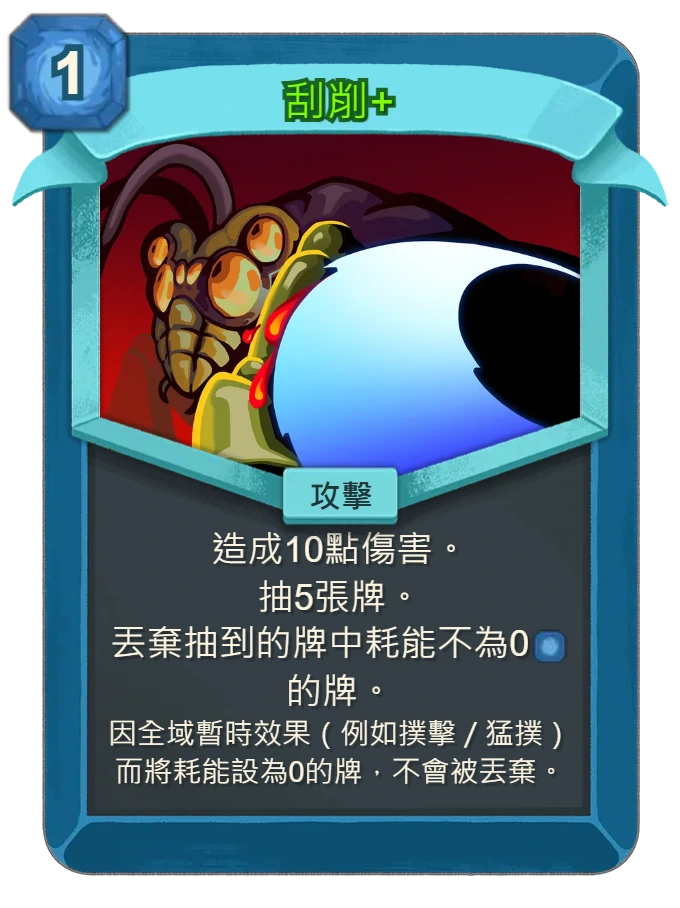 1
刮削+
攻擊
造成10點傷害。
抽5張牌。
丟棄抽到的牌中耗能不為0
的牌。
因全域暫時效果（例如撲擊／猛撲）
而將耗能設為0的牌，不會被丟棄。